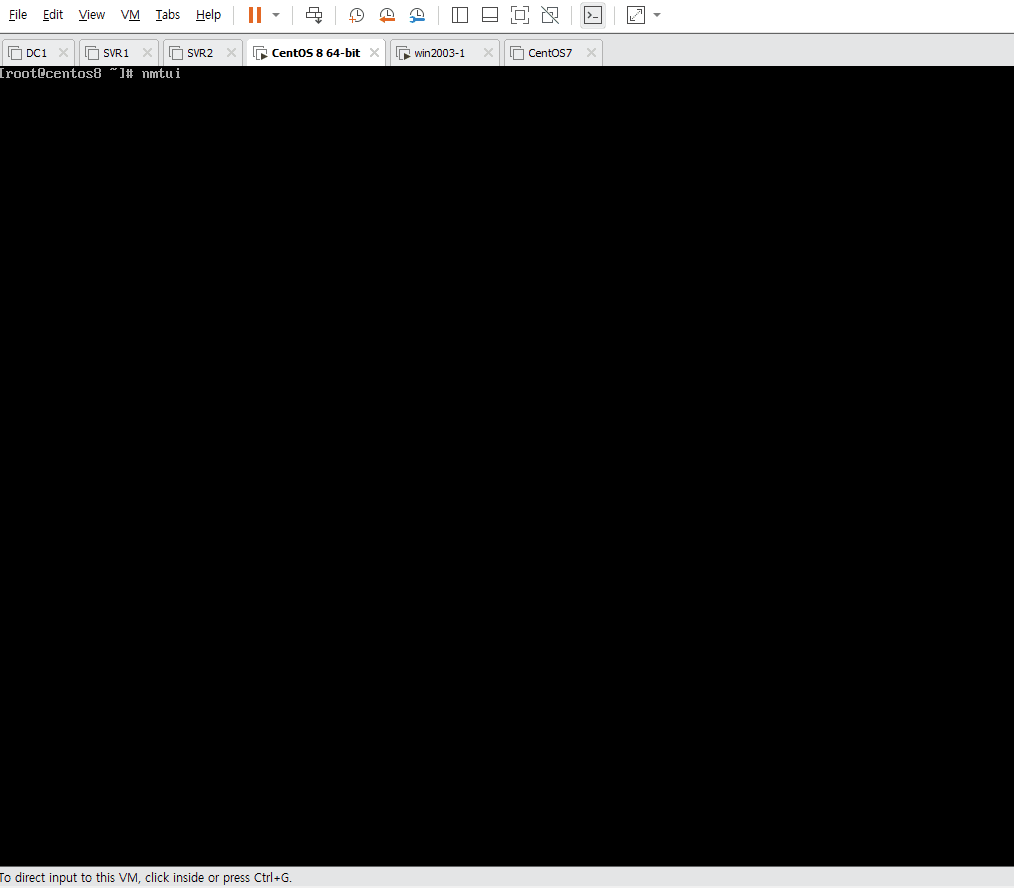 File Edit View VM Tabs Help
DC1 SVR1 SVR2 CentOS 8 64-bit win2003-1 CentOS7
[root@centos8 ~]# nmtui
To direct input to this VM, click inside or press Ctrl+G.